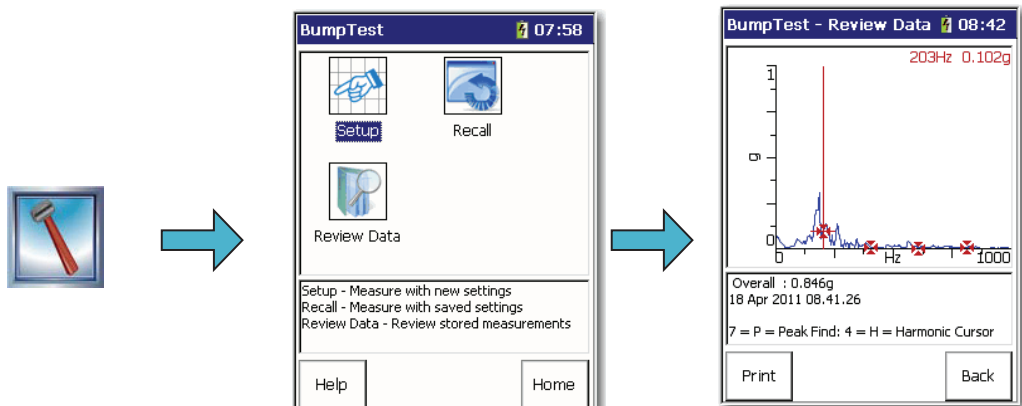 BumpTest 07:58
Setup Recall
Review Data
Setup - Measure with new settings
Recall - Measure with saved settings
Review Data - Review stored measurements
Help Home
BumpTest - Review Data 08:42
203Hz 0.102g
1
g
0
0 Hz 1000
Overall : 0.846g
18 Apr 2011 08.41.26
7 = P = Peak Find: 4 = H = Harmonic Cursor
Print Back